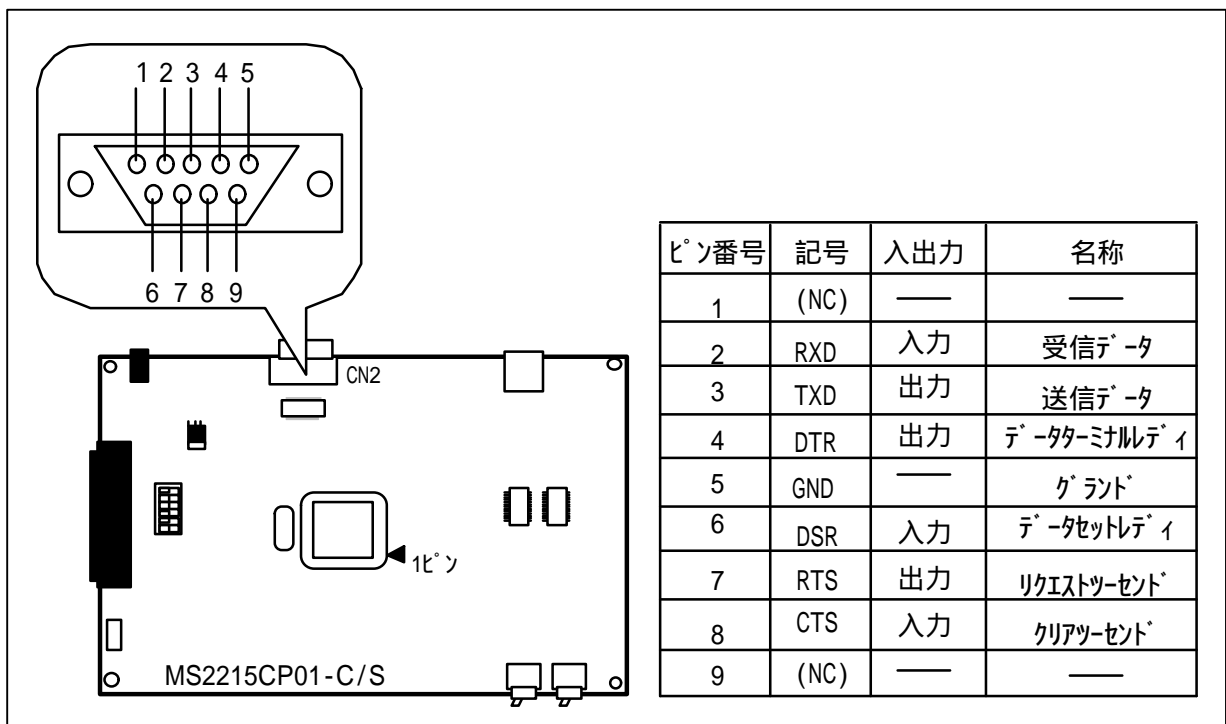 1 2 3 4 5
6 7 8 9
CN2
1ﾋﾟﾝ
MS2215CP01-C/S
ﾋﾟﾝ番号 記号 入出力 名称
1 (NC) ―― ――
2 RXD 入力 受信ﾃﾞｰﾀ
3 TXD 出力 送信ﾃﾞｰﾀ
4 DTR 出力 ﾃﾞｰﾀﾀｰﾐﾅﾙﾚﾃﾞｨ
5 GND ―― ｸﾞﾗﾝﾄﾞ
6 DSR 入力 ﾃﾞｰﾀｾｯﾄﾚﾃﾞｨ
7 RTS 出力 ﾘｸｴｽﾄﾂｰｾﾝﾄﾞ
8 CTS 入力 ｸﾘｱﾂｰｾﾝﾄﾞ
9 (NC) ―― ――